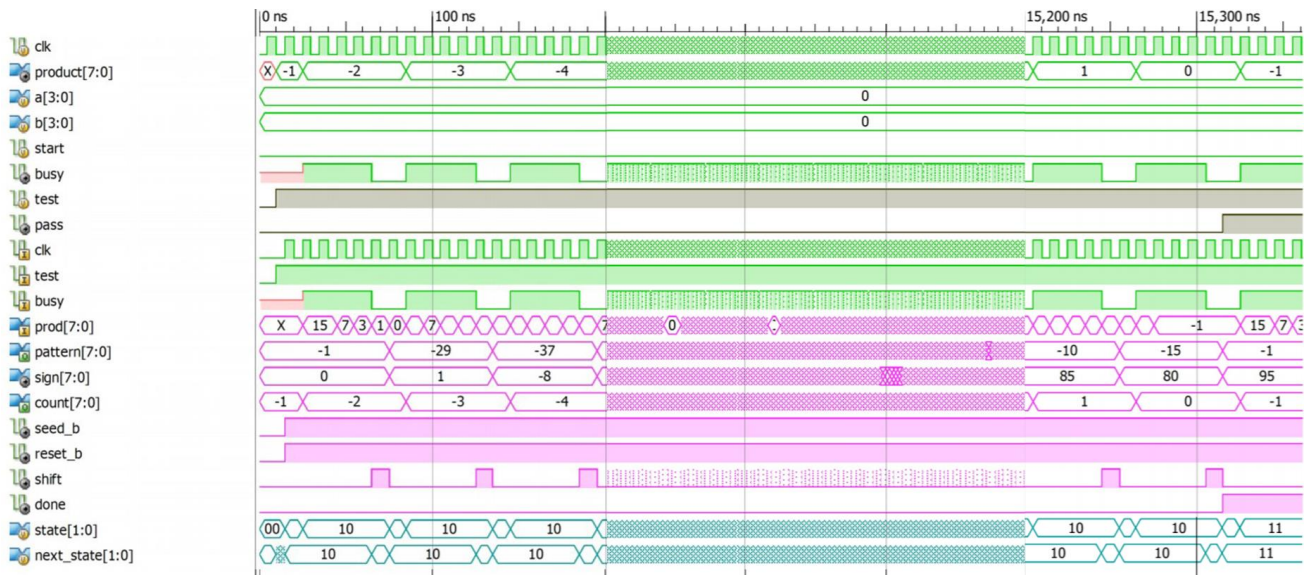 0 ns 100 ns 15,200 ns 15,300 ns
clk
product[7:0] X -1 -2 -3 -4 1 0 -1
a[3:0] 0
b[3:0] 0
start
busy
test
pass
clk
test
busy
prod[7:0] X 15 7 3 1 0 7 7 0 -1 15 7 3
pattern[7:0] -1 -29 -37 -10 -15 -1
sign[7:0] 0 1 -8 85 80 95
count[7:0] -1 -2 -3 -4 1 0 -1
seed_b
reset_b
shift
done
state[1:0] 00 10 10 10 10 10 11
next_state[1:0] 10 10 10 10 10 11